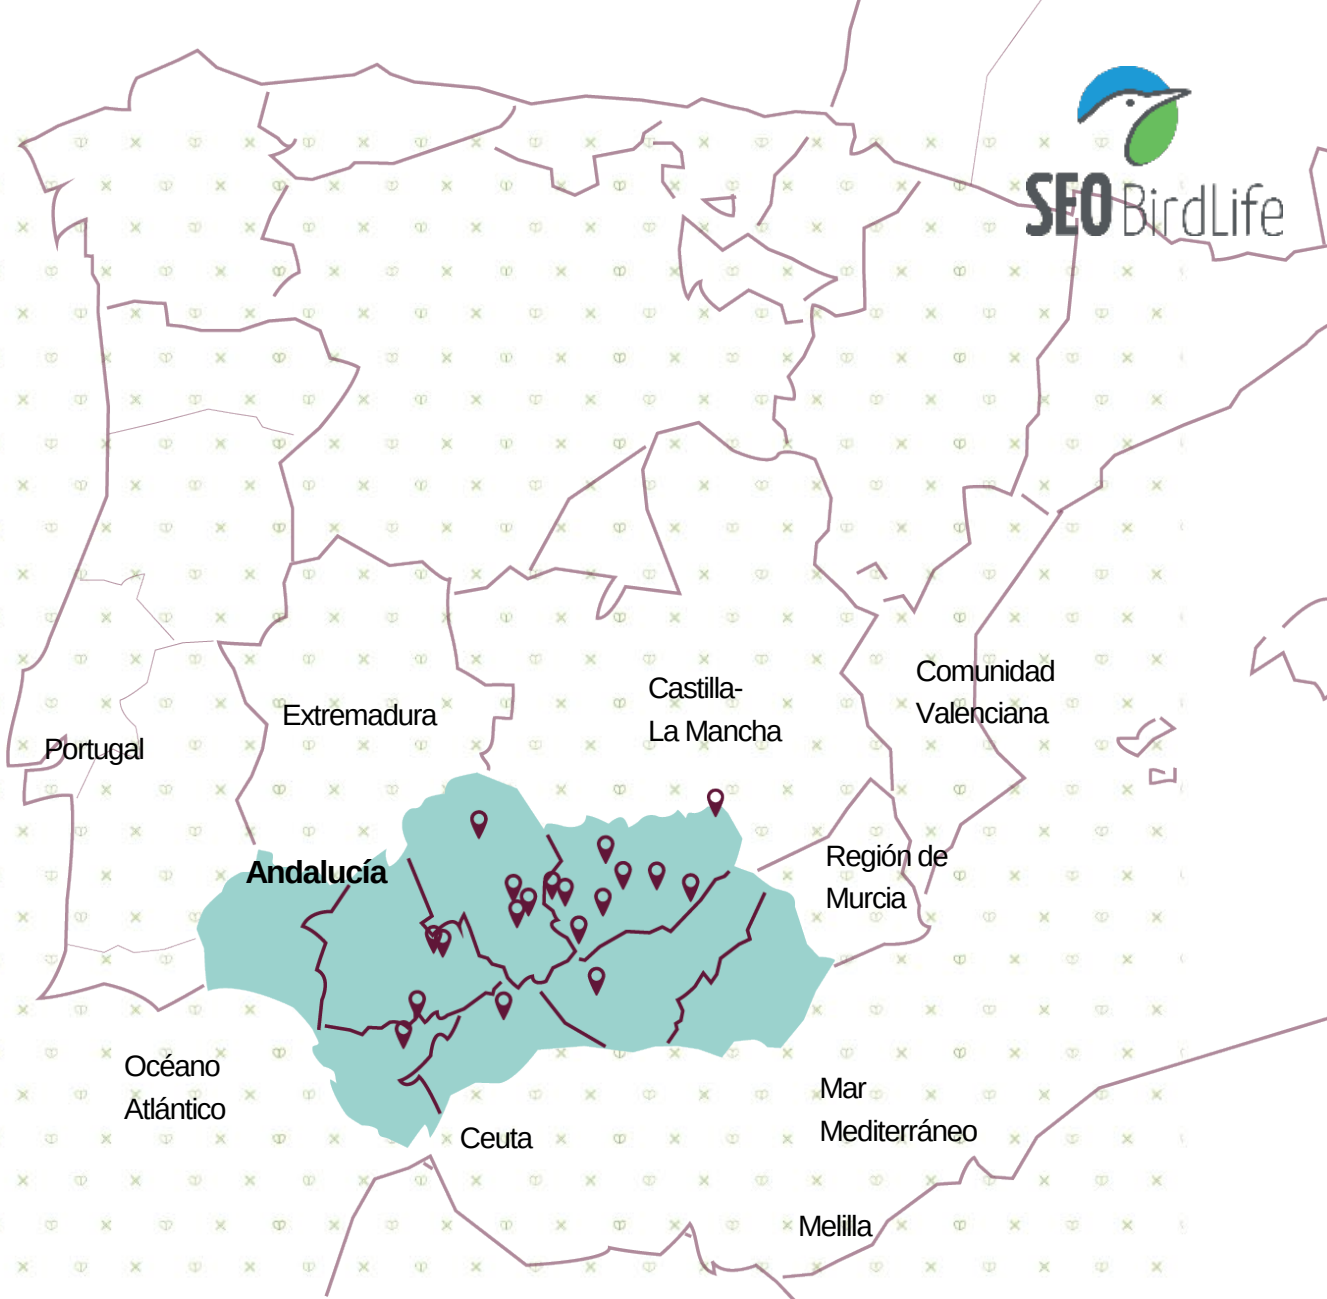 SEO BirdLife
Extremadura
Castilla-
La Mancha
Comunidad
Valenciana
Portugal
Andalucía
Región de
Murcia
Océano
Atlántico
Mar
Mediterráneo
Ceuta
Melilla